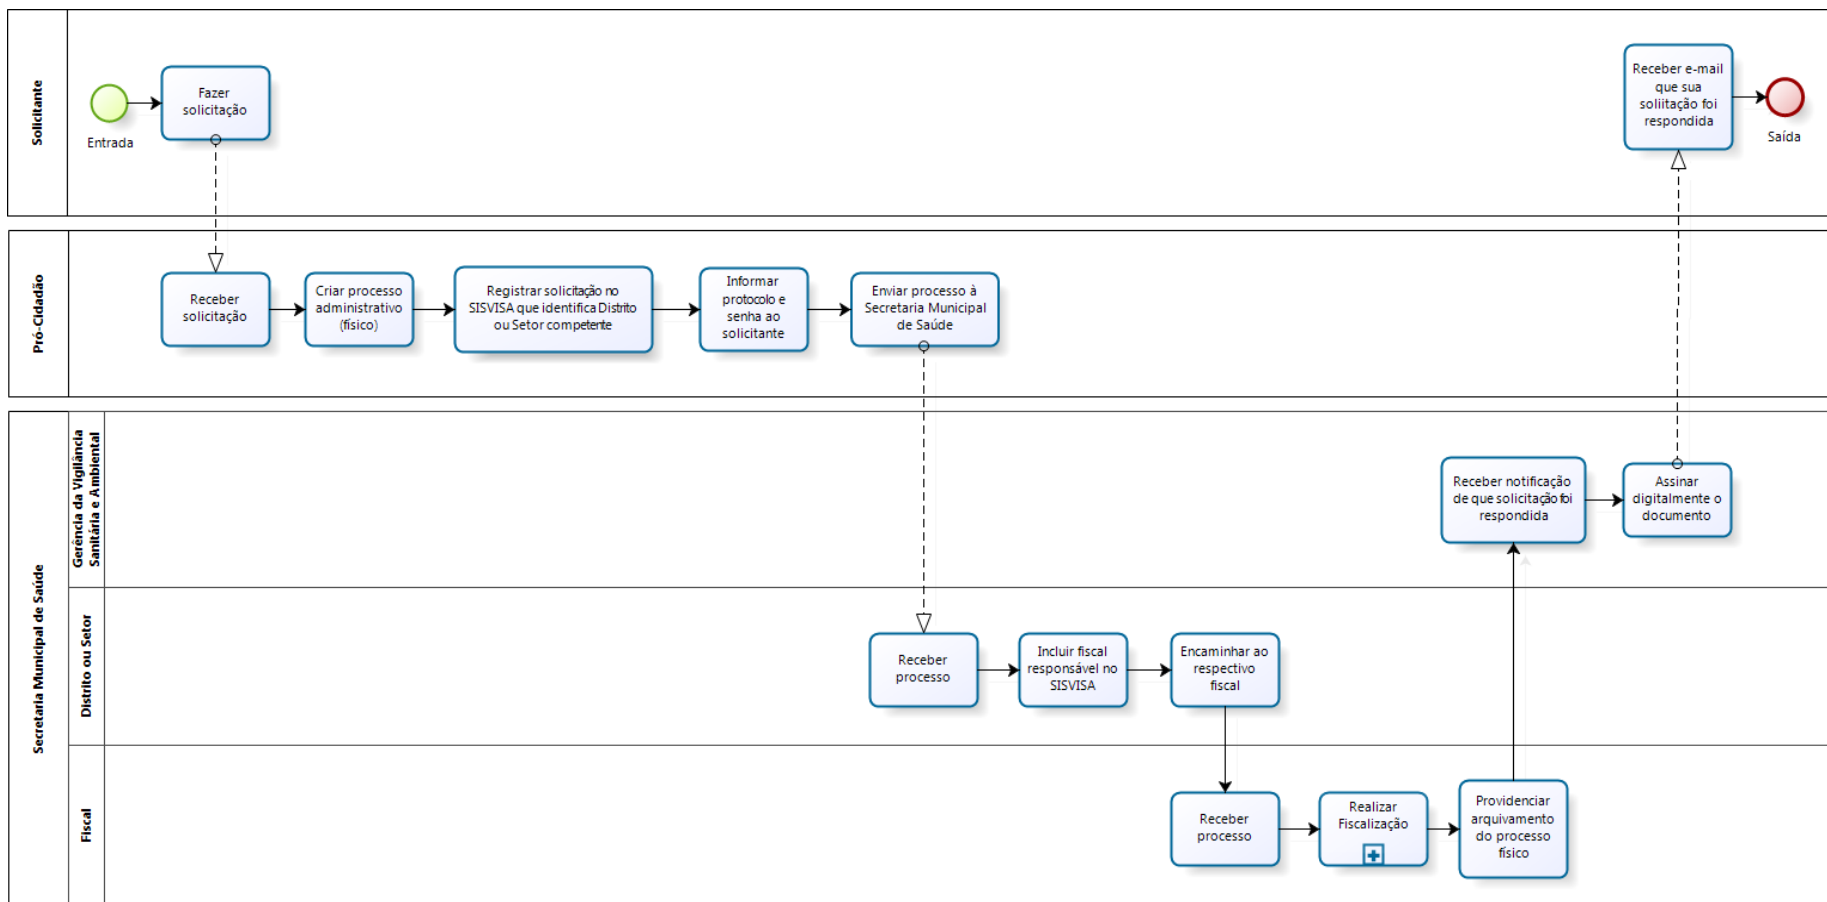 Solicitante
Entrada
Fazer
solicitação
Receber e-mail
que sua
soliitação foi
respondida
Saída
Pró-Cidadão
Receber
solicitação
Criar processo
administrativo
(físico)
Registrar solicitação no
SISVISA que identifica Distrito
ou Setor competente
Informar
protocolo e
senha ao
solicitante
Enviar processo à
Secretaria Municipal
de Saúde
Secretaria Municipal de Saúde
Gerência da Vigilância
Sanitária e Ambiental
Receber notificação
de que solicitação foi
respondida
Assinar
digitalmente o
documento
Distrito ou Setor
Receber
processo
Incluir fiscal
responsável no
SISVISA
Encaminhar ao
respectivo
fiscal
Fiscal
Receber
processo
Realizar
Fiscalização
Providenciar
arquivamento
do processo
físico